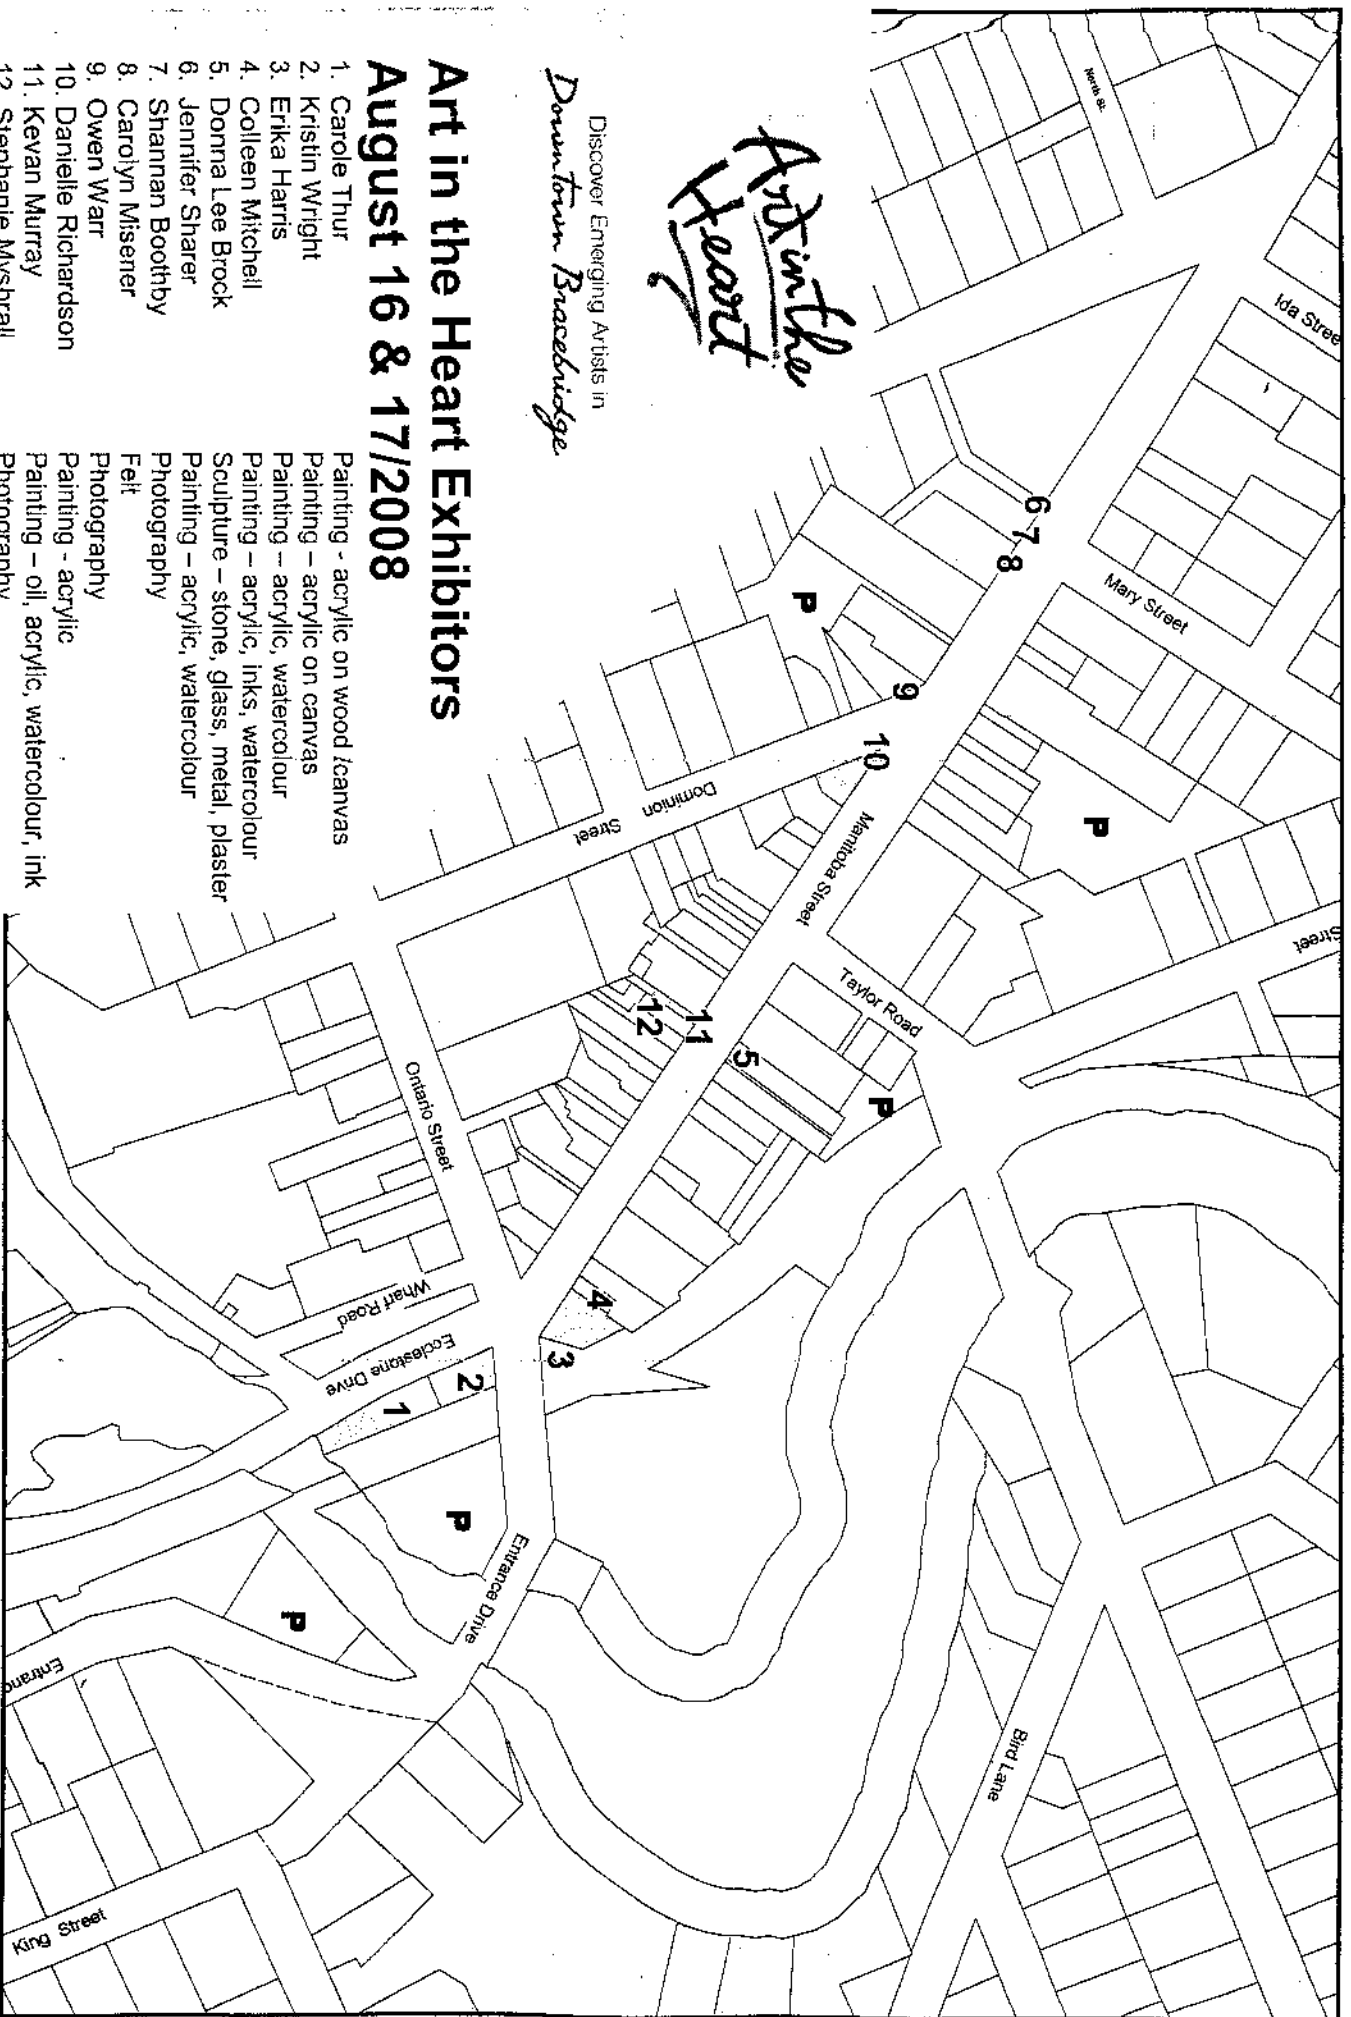 Art in the
Heart
Discover Emerging Artists in
Downtown Bracebridge
Art in the Heart Exhibitors
August 16 & 17/2008
1. Carole Thur Painting - acrylic on wood /canvas
2. Kristin Wright Painting – acrylic on canvas
3. Erika Harris Painting – acrylic, watercolour
4. Colleen Mitchell Painting – acrylic, inks, watercolour
5. Donna Lee Brock Sculpture – stone, glass, metal, plaster
6. Jennifer Sharer Painting – acrylic, watercolour
7. Shannan Boothby Photography
8. Carolyn Misener Felt
9. Owen Warr Photography
10. Danielle Richardson Painting - acrylic
11. Kevan Murray Painting – oil, acrylic, watercolour, ink
12. Stephanie Myshrall Photography
North St.
Ida Stree
Mary Street
Street
6
7
8
P
9
10
P
Dominion Street
Manitoba Street
Taylor Road
12
11
5
P
Ontario Street
Wharf Road
Ecclestone Drive
4
3
2
1
P
Entrance Drive
P
Entranc
Bird Lane
King Street